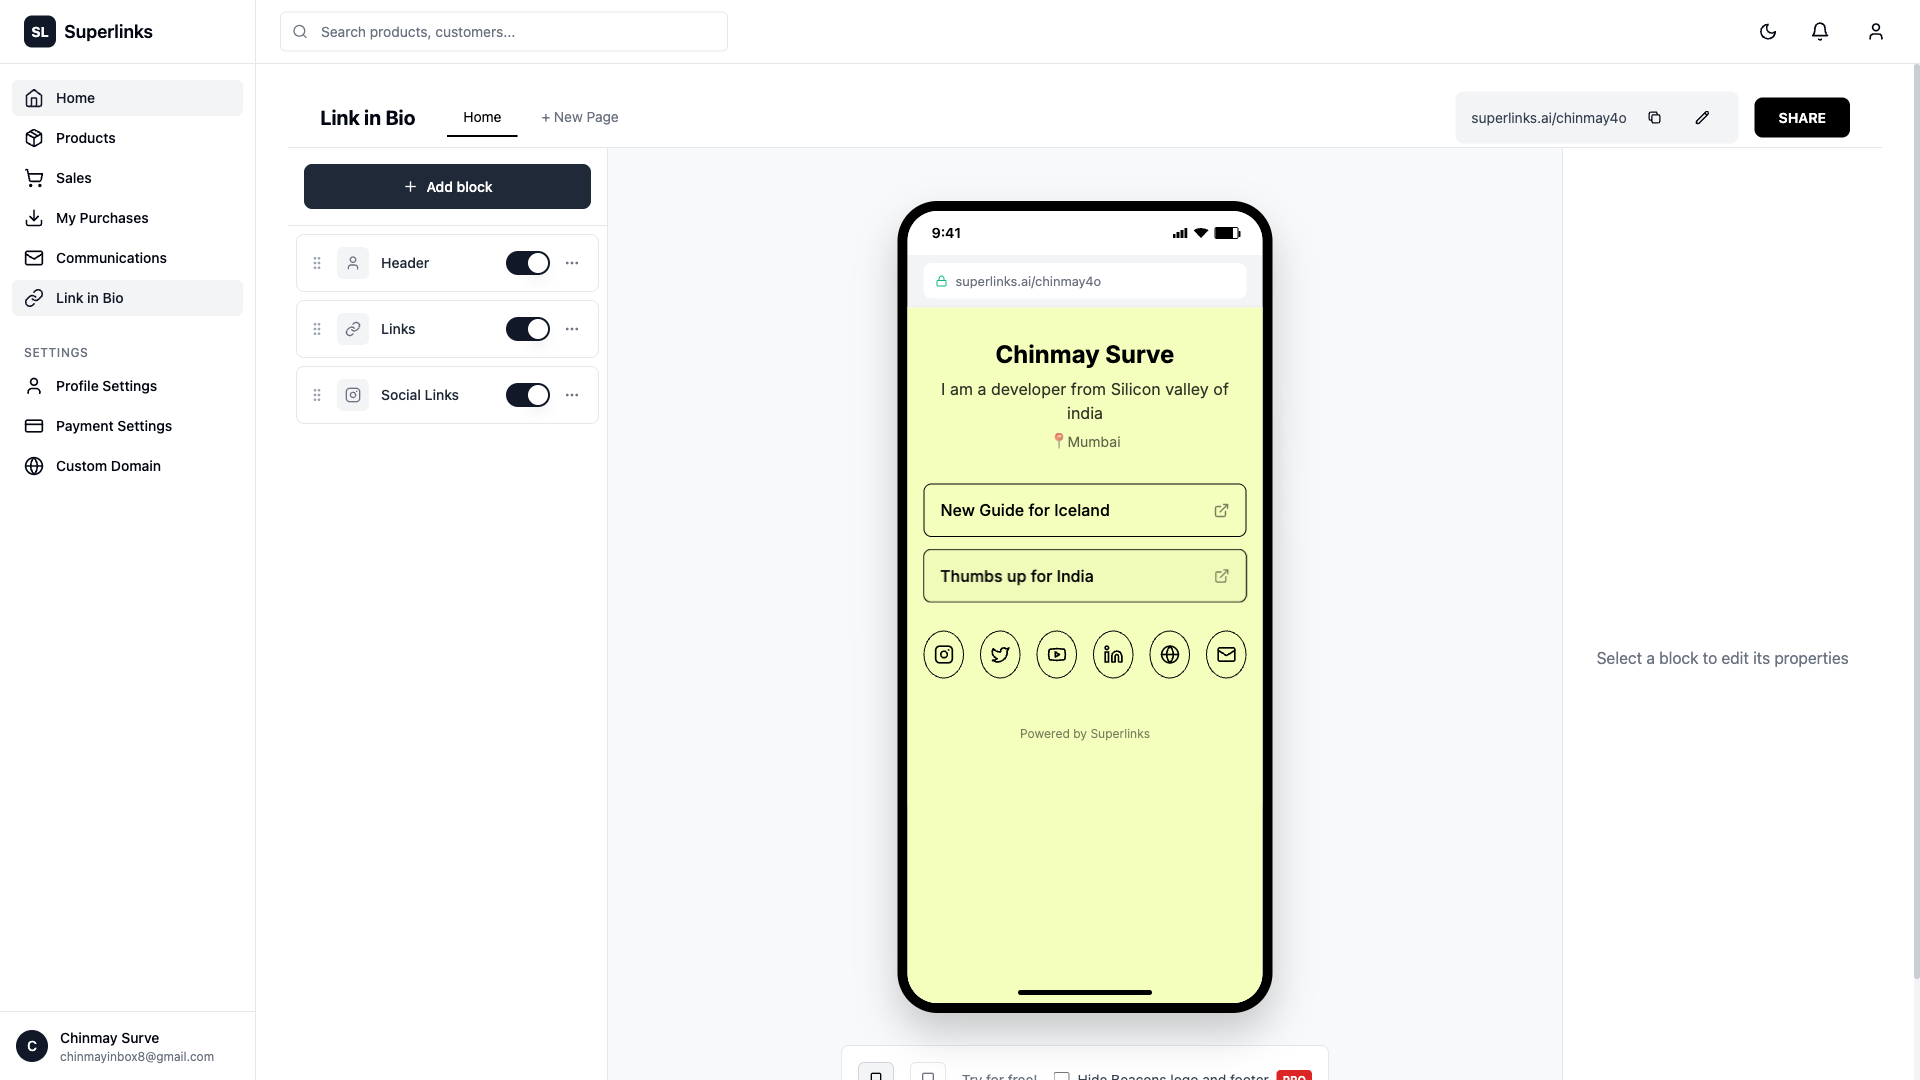 SL Superlinks
Search products, customers...
Home
Products
Sales
My Purchases
Communications
Link in Bio
SETTINGS
Profile Settings
Payment Settings
Custom Domain
C
Chinmay Surve
chinmayinbox8@gmail.com
Link in Bio
Home
+ New Page
superlinks.ai/chinmay4o
SHARE
+ Add block
Header
Links
Social Links
9:41
superlinks.ai/chinmay4o
Chinmay Surve
I am a developer from Silicon valley of
india
📍Mumbai
New Guide for Iceland
Thumbs up for India
Powered by Superlinks
Try for free!
Hide Beacons logo and footer
PRO
Select a block to edit its properties